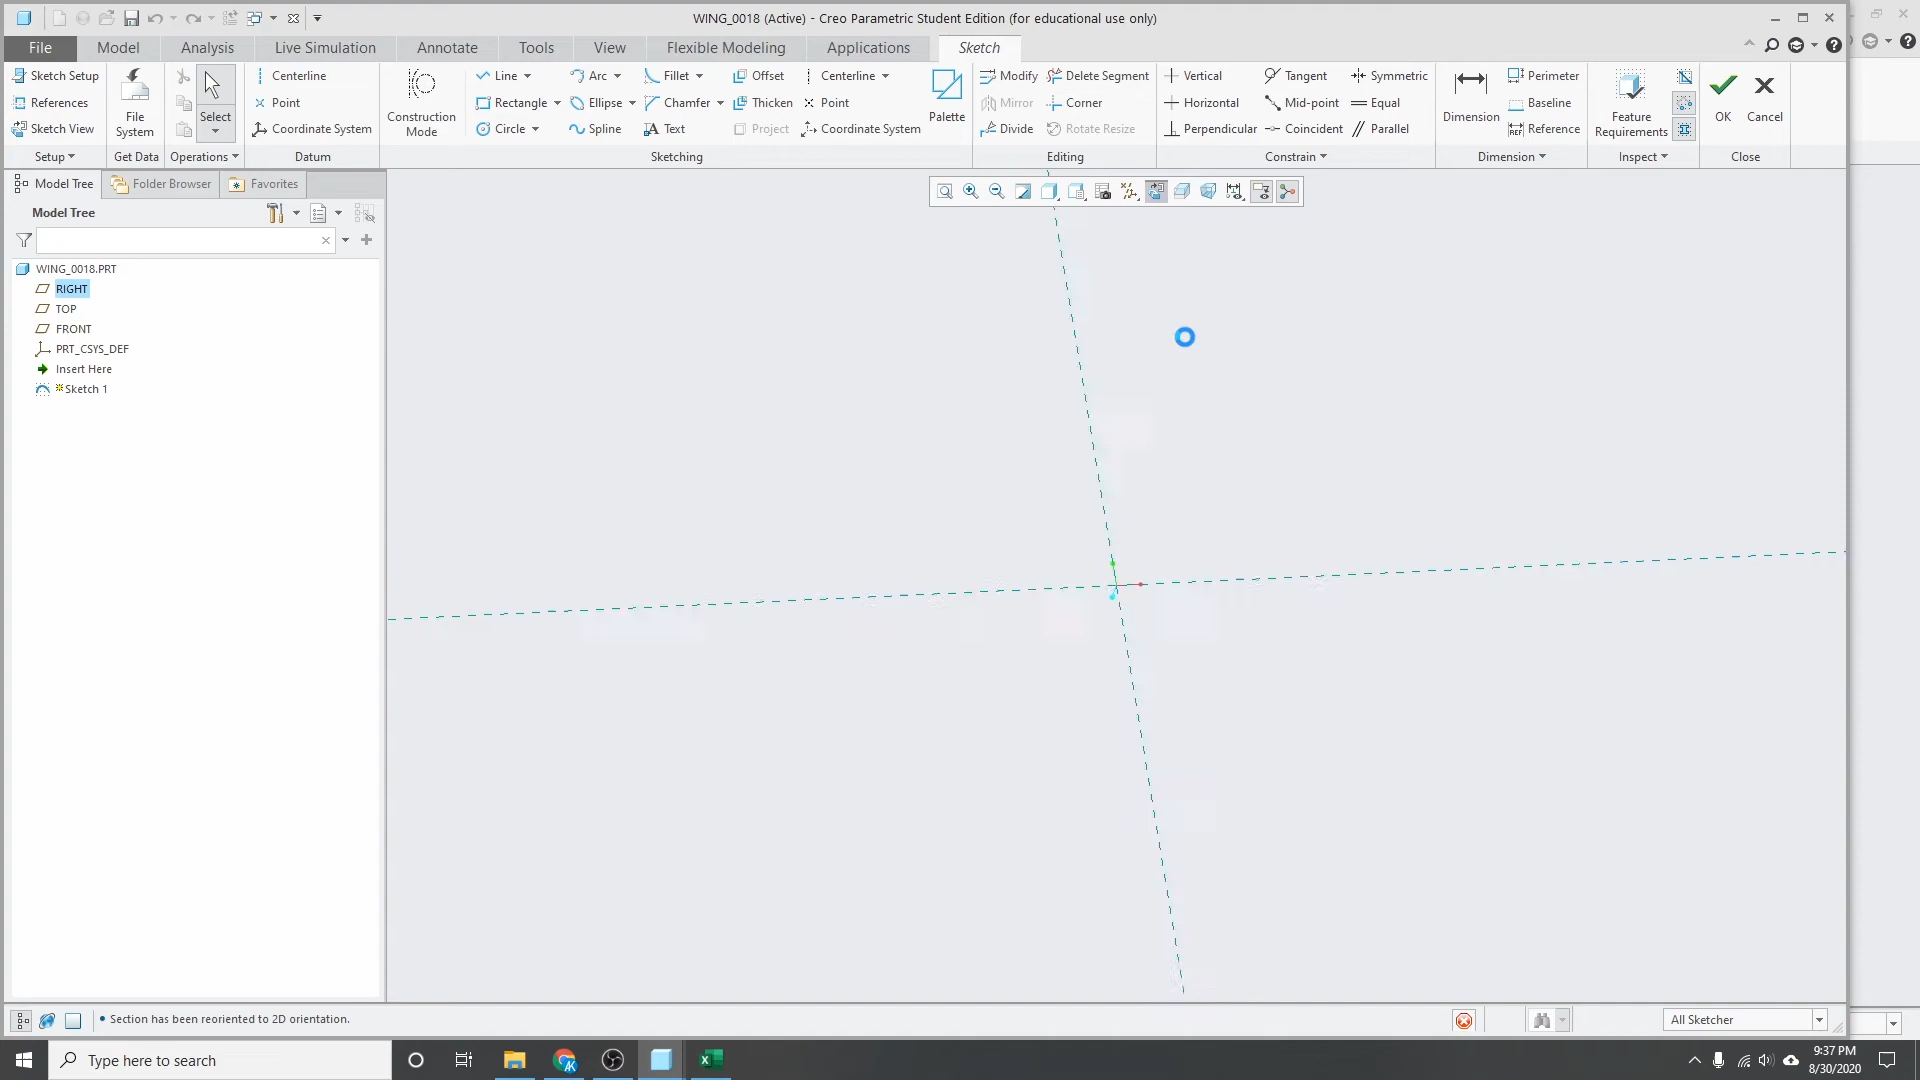 WING_0018 (Active) - Creo Parametric Student Edition (for educational use only)
File Model Analysis Live Simulation Annotate Tools View Flexible Modeling Applications Sketch
Sketch Setup
References
Sketch View
Setup
File System
Get Data
Select
Operations
Centerline
Point
Coordinate System
Datum
Construction Mode
Line Arc Fillet Offset Centerline
Rectangle Ellipse Chamfer Thicken Point
Circle Spline Text Project Coordinate System
Palette
Sketching
Modify Delete Segment
Mirror Corner
Divide Rotate Resize
Editing
Vertical Tangent Symmetric
Horizontal Mid-point Equal
Perpendicular Coincident Parallel
Constrain
Dimension
Perimeter
Baseline
REF Reference
Dimension
Feature Requirements
Inspect
OK Cancel
Close
Model Tree Folder Browser Favorites
Model Tree
WING_0018.PRT
RIGHT
TOP
FRONT
PRT_CSYS_DEF
Insert Here
Sketch 1
Section has been reoriented to 2D orientation.
All Sketcher
Type here to search
AK
9:37 PM
8/30/2020